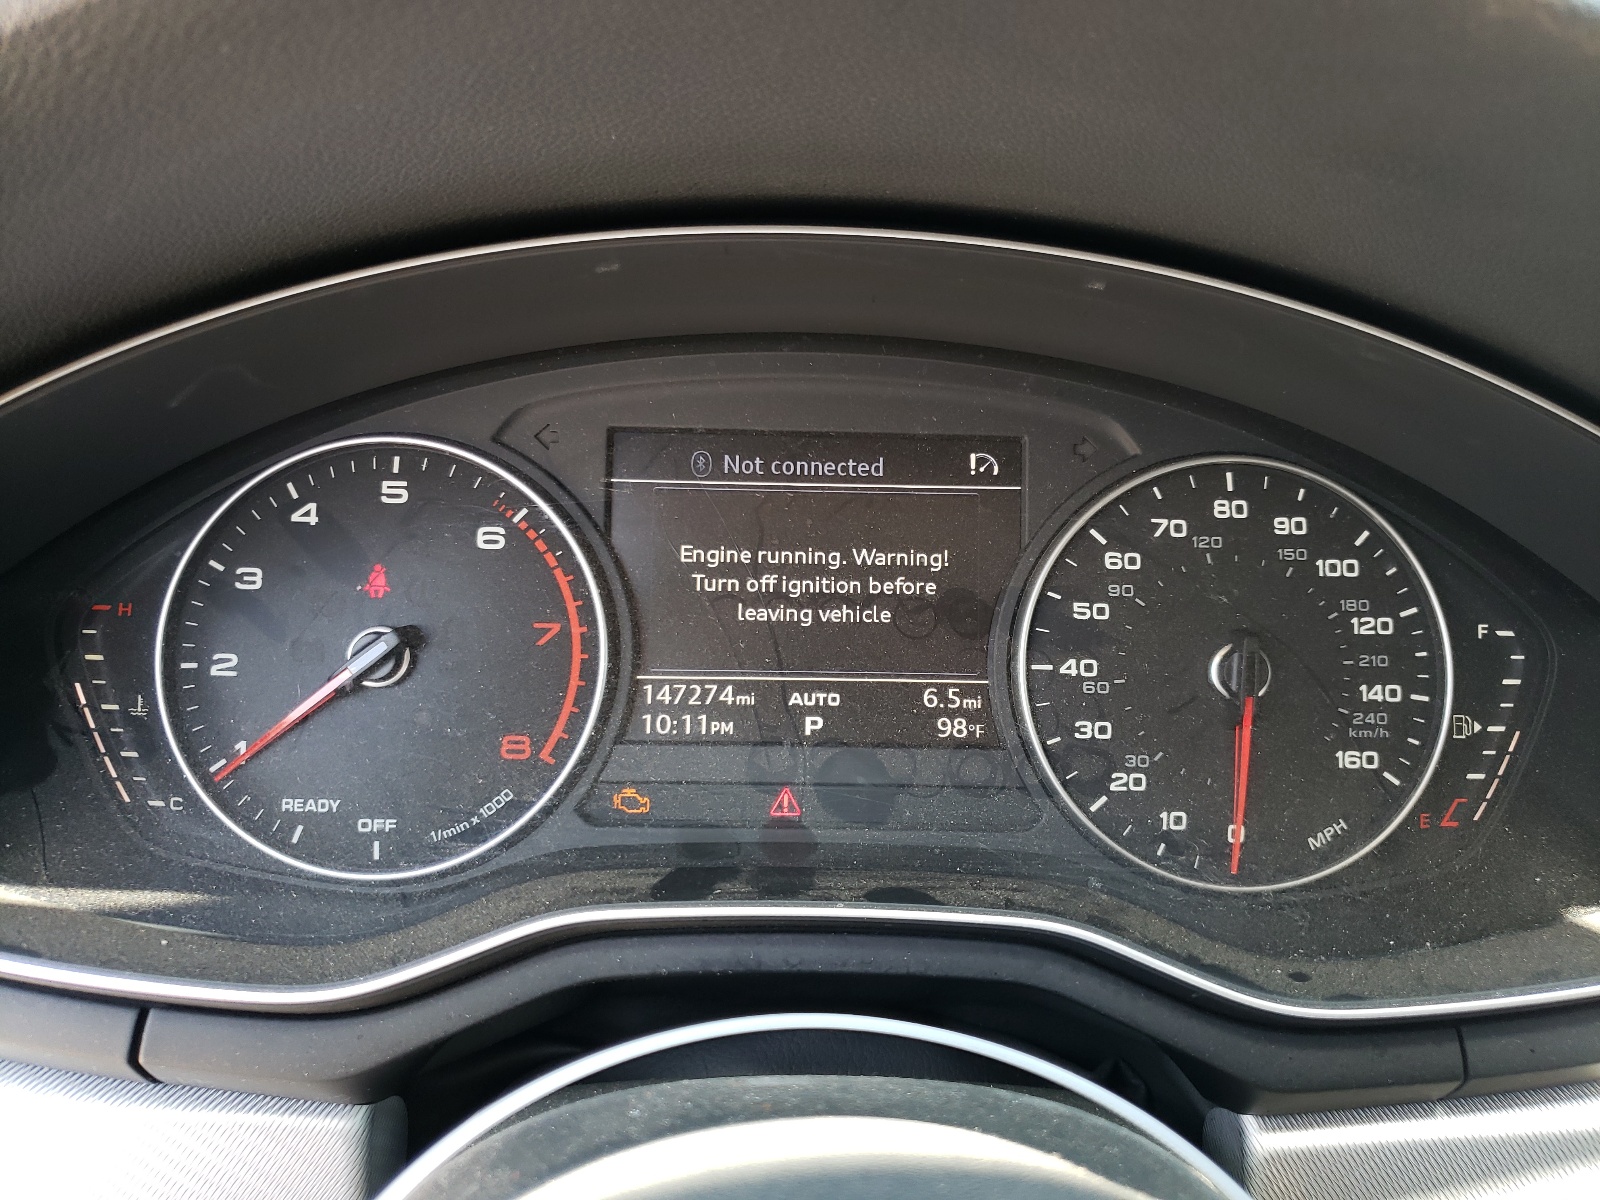 Not connected
Engine running. Warning!
Turn off ignition before
leaving vehicle
147274mi AUTO 6.5mi
10:11PM P 98°F
H
C
1
2
3
4
5
6
7
8
READY
OFF
1/min x 1000
0
10
20
30
40
50
60
70
80
90
100
120
140
160
MPH
30
60
90
120
150
180
210
240
km/h
F
E